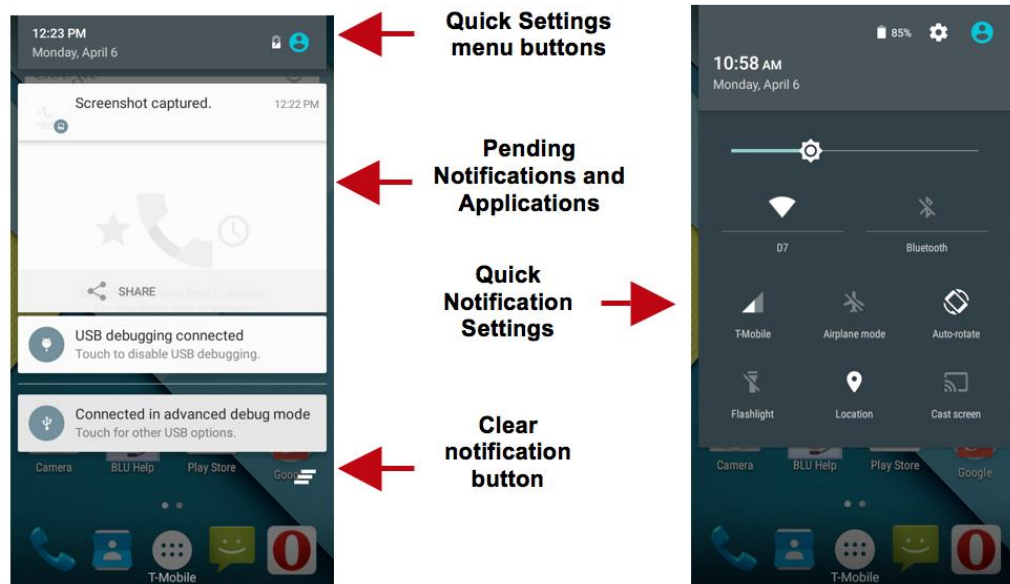 12:23 PM
Monday, April 6
Screenshot captured.
12:22 PM
SHARE
USB debugging connected
Touch to disable USB debugging.
Connected in advanced debug mode
Touch for other USB options.
Camera
BLU Help
Play Store
T-Mobile
Quick Settings
menu buttons
Pending
Notifications and
Applications
Quick
Notification
Settings
Clear
notification
button
85%
10:58 AM
Monday, April 6
D7
Bluetooth
T-Mobile
Airplane mode
Auto-rotate
Flashlight
Location
Cast screen
Camera
BLU Help
Play Store
Google
T-Mobile